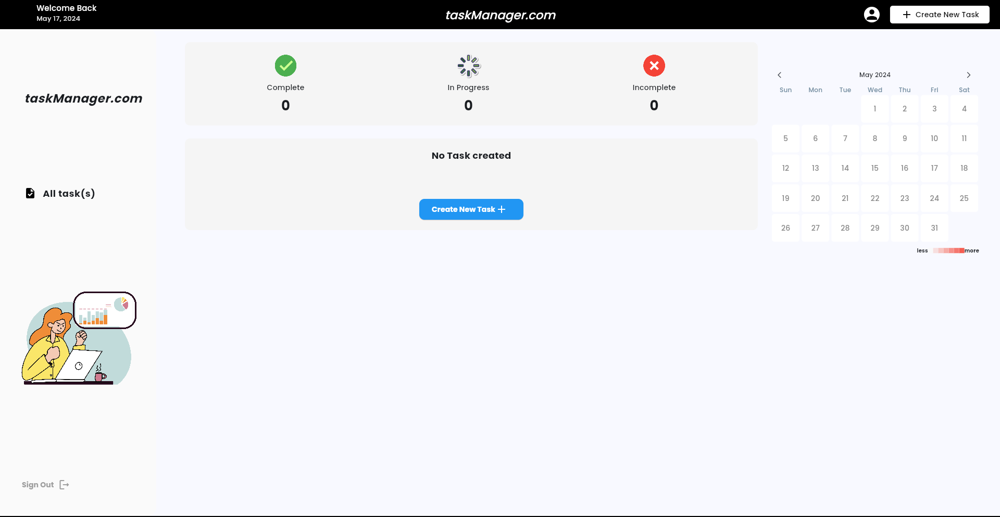 Welcome Back
May 17, 2024
taskManager.com
Create New Task
taskManager.com
All task(s)
Sign Out
Complete
0
In Progress
0
Incomplete
0
No Task created
Create New Task
May 2024
Sun Mon Tue Wed Thu Fri Sat
1 2 3 4
5 6 7 8 9 10 11
12 13 14 15 16 17 18
19 20 21 22 23 24 25
26 27 28 29 30 31
less more